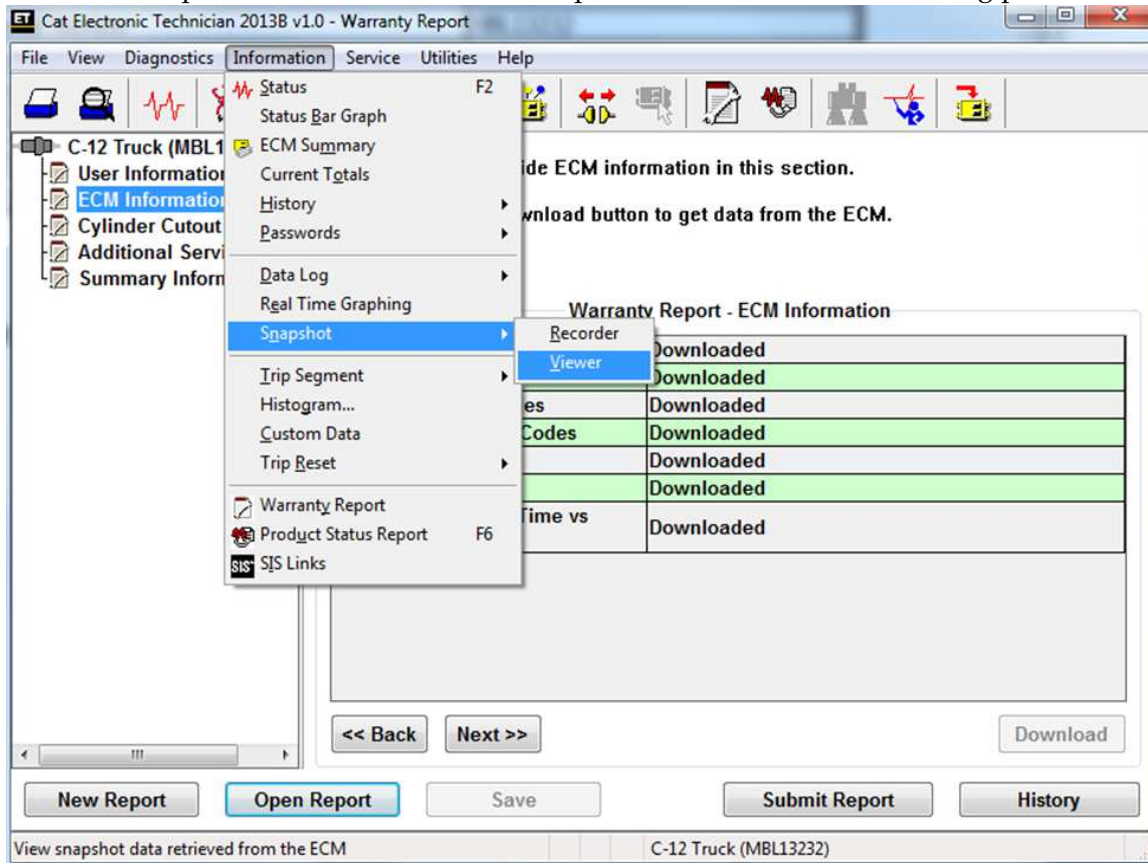 Cat Electronic Technician 2013B v1.0 - Warranty Report
File View Diagnostics Information Service Utilities Help
Status F2
Status Bar Graph
ECM Summary
Current Totals
History
Passwords
Data Log
Real Time Graphing
Snapshot
Trip Segment
Histogram...
Custom Data
Trip Reset
Warranty Report
Product Status Report F6
SIS SIS Links
Recorder
Viewer
C-12 Truck (MBL1
User Information
ECM Information
Cylinder Cutout
Additional Servi
Summary Inform
ide ECM information in this section.
wnload button to get data from the ECM.
Warranty Report - ECM Information
Downloaded
Downloaded
es Downloaded
Codes Downloaded
Downloaded
Downloaded
Time vs
Downloaded
<< Back Next >> Download
New Report Open Report Save Submit Report History
View snapshot data retrieved from the ECM C-12 Truck (MBL13232)